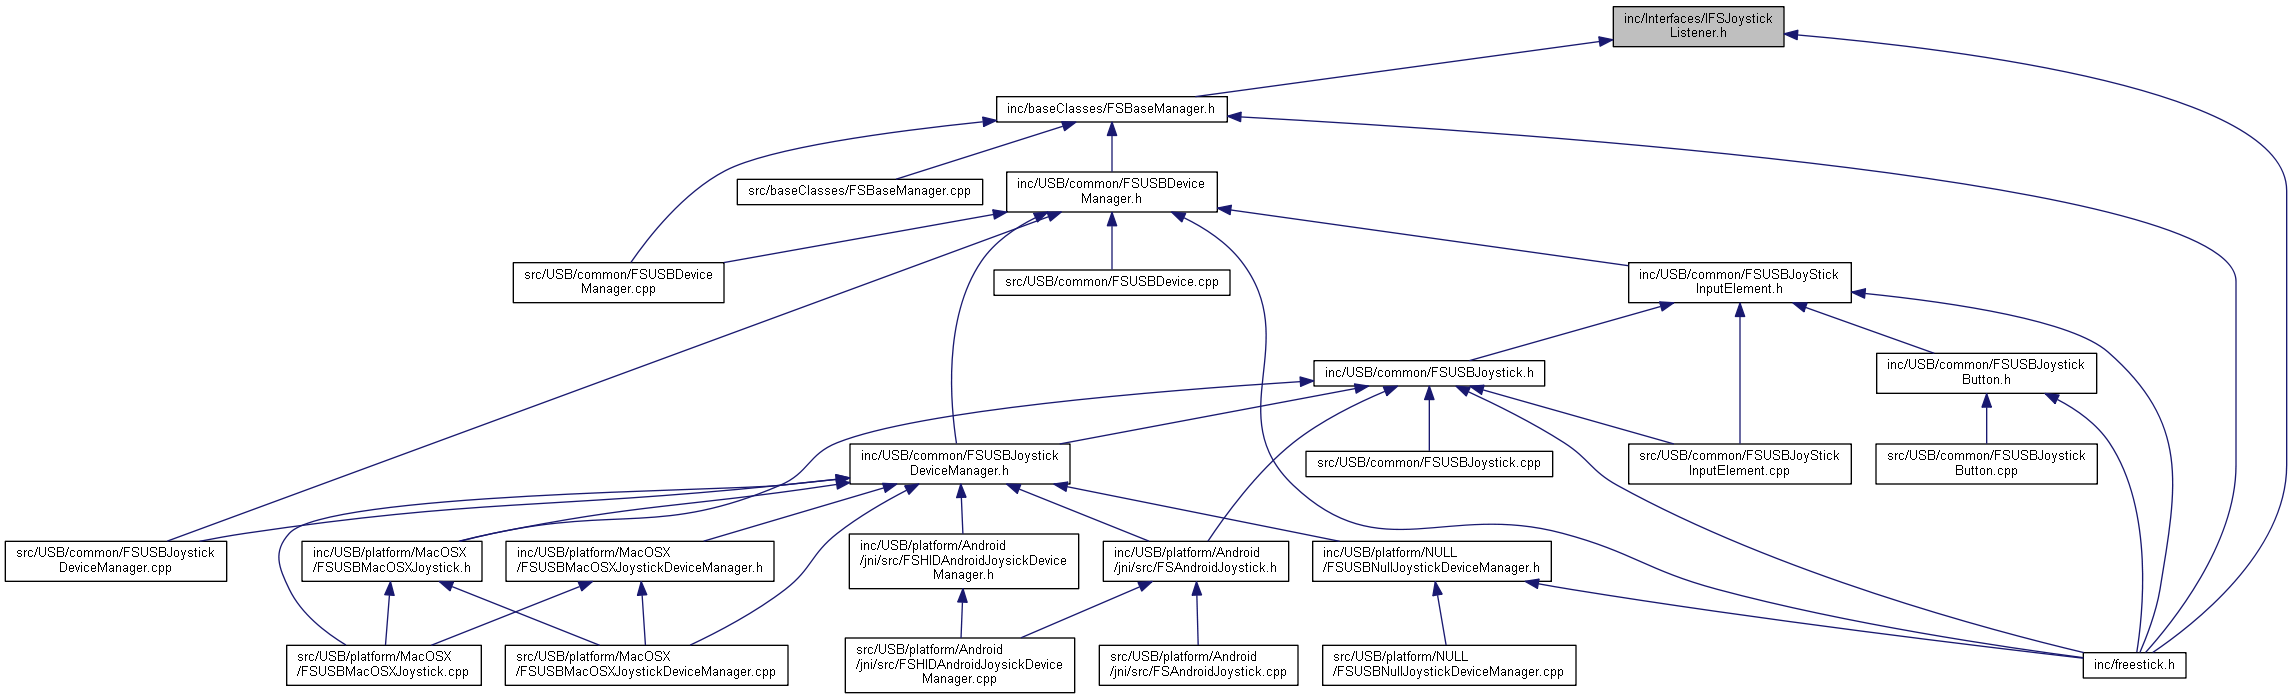 inc/Interfaces/IFSJoystick
Listener.h
inc/baseClasses/FSBaseManager.h
src/baseClasses/FSBaseManager.cpp
inc/USB/common/FSUSBDevice
Manager.h
src/USB/common/FSUSBDevice
Manager.cpp
src/USB/common/FSUSBDevice.cpp
inc/USB/common/FSUSBJoyStick
InputElement.h
inc/USB/common/FSUSBJoystick.h
inc/USB/common/FSUSBJoystick
Button.h
inc/USB/common/FSUSBJoystick
DeviceManager.h
src/USB/common/FSUSBJoystick.cpp
src/USB/common/FSUSBJoyStick
InputElement.cpp
src/USB/common/FSUSBJoystick
Button.cpp
src/USB/common/FSUSBJoystick
DeviceManager.cpp
inc/USB/platform/MacOSX
/FSUSBMacOSXJoystick.h
inc/USB/platform/MacOSX
/FSUSBMacOSXJoystickDeviceManager.h
inc/USB/platform/Android
/jni/src/FSHIDAndroidJoysickDevice
Manager.h
inc/USB/platform/Android
/jni/src/FSAndroidJoystick.h
inc/USB/platform/NULL
/FSUSBNullJoystickDeviceManager.h
src/USB/platform/MacOSX
/FSUSBMacOSXJoystick.cpp
src/USB/platform/MacOSX
/FSUSBMacOSXJoystickDeviceManager.cpp
src/USB/platform/Android
/jni/src/FSHIDAndroidJoysickDevice
Manager.cpp
src/USB/platform/Android
/jni/src/FSAndroidJoystick.cpp
src/USB/platform/NULL
/FSUSBNullJoystickDeviceManager.cpp
inc/freestick.h